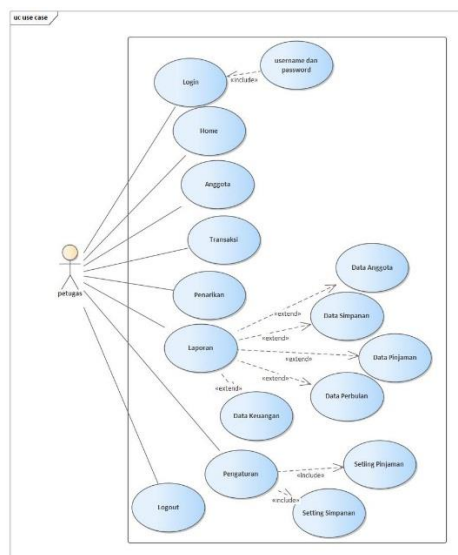 uc use case
username dan
password
Login
«include»
Home
Anggota
Transaksi
petugas
Penarikan
Data Anggota
«extend»
Data Simpanan
«extend»
Laporan
Data Pinjaman
«extend»
«extend»
Data Perbulan
«extend»
Data Keuangan
Pengaturan
Setiing Pinjaman
«include»
«include»
Setting Simpanan
Logout